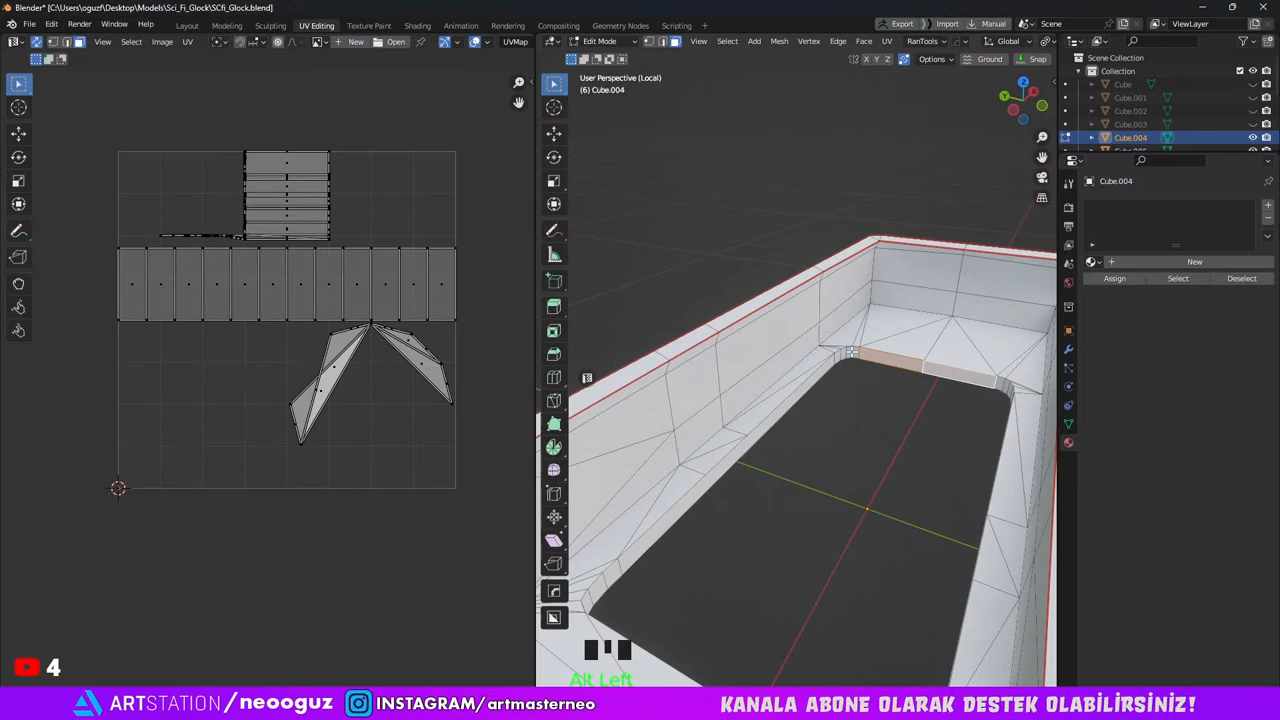 Blender* [C:\Users\oguzf\Desktop\Models\Sci_Fi_Glock\SCfi_Glock.blend]
File Edit Render Window Help Layout Modeling Sculpting UV Editing Texture Paint Shading Animation Rendering Compositing Geometry Nodes Scripting + Export Import Manual Scene ViewLayer
View Select Image UV New Open UVMap Edit Mode View Select Add Mesh Vertex Edge Face UV RanTools Global
X Y Z Options Ground Snap
Scene Collection
Collection
Cube
Cube.001
Cube.002
Cube.003
Cube.004
User Perspective (Local)
(6) Cube.004
Cube.004
New
Assign Select Deselect
4
Alt Left
ARTSTATION/neooguz INSTAGRAM/artmasterneo KANALA ABONE OLARAK DESTEK OLABİLİRSİNİZ!